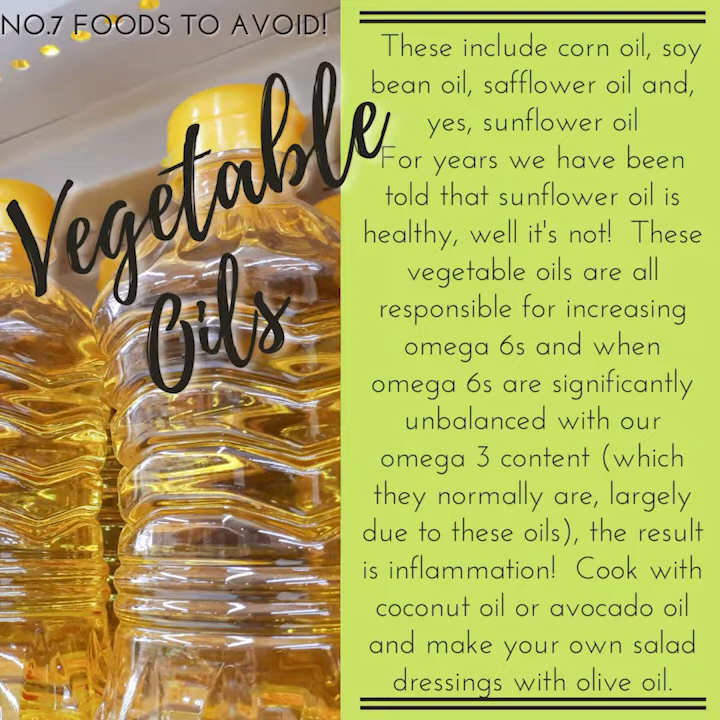 NO.7 FOODS TO AVOID!
Vegetable
Oils
These include corn oil, soy
bean oil, safflower oil and,
yes, sunflower oil
For years we have been
told that sunflower oil is
healthy, well it's not! These
vegetable oils are all
responsible for increasing
omega 6s and when
omega 6s are significantly
unbalanced with our
omega 3 content (which
they normally are, largely
due to these oils), the result
is inflammation! Cook with
coconut oil or avocado oil
and make your own salad
dressings with olive oil.